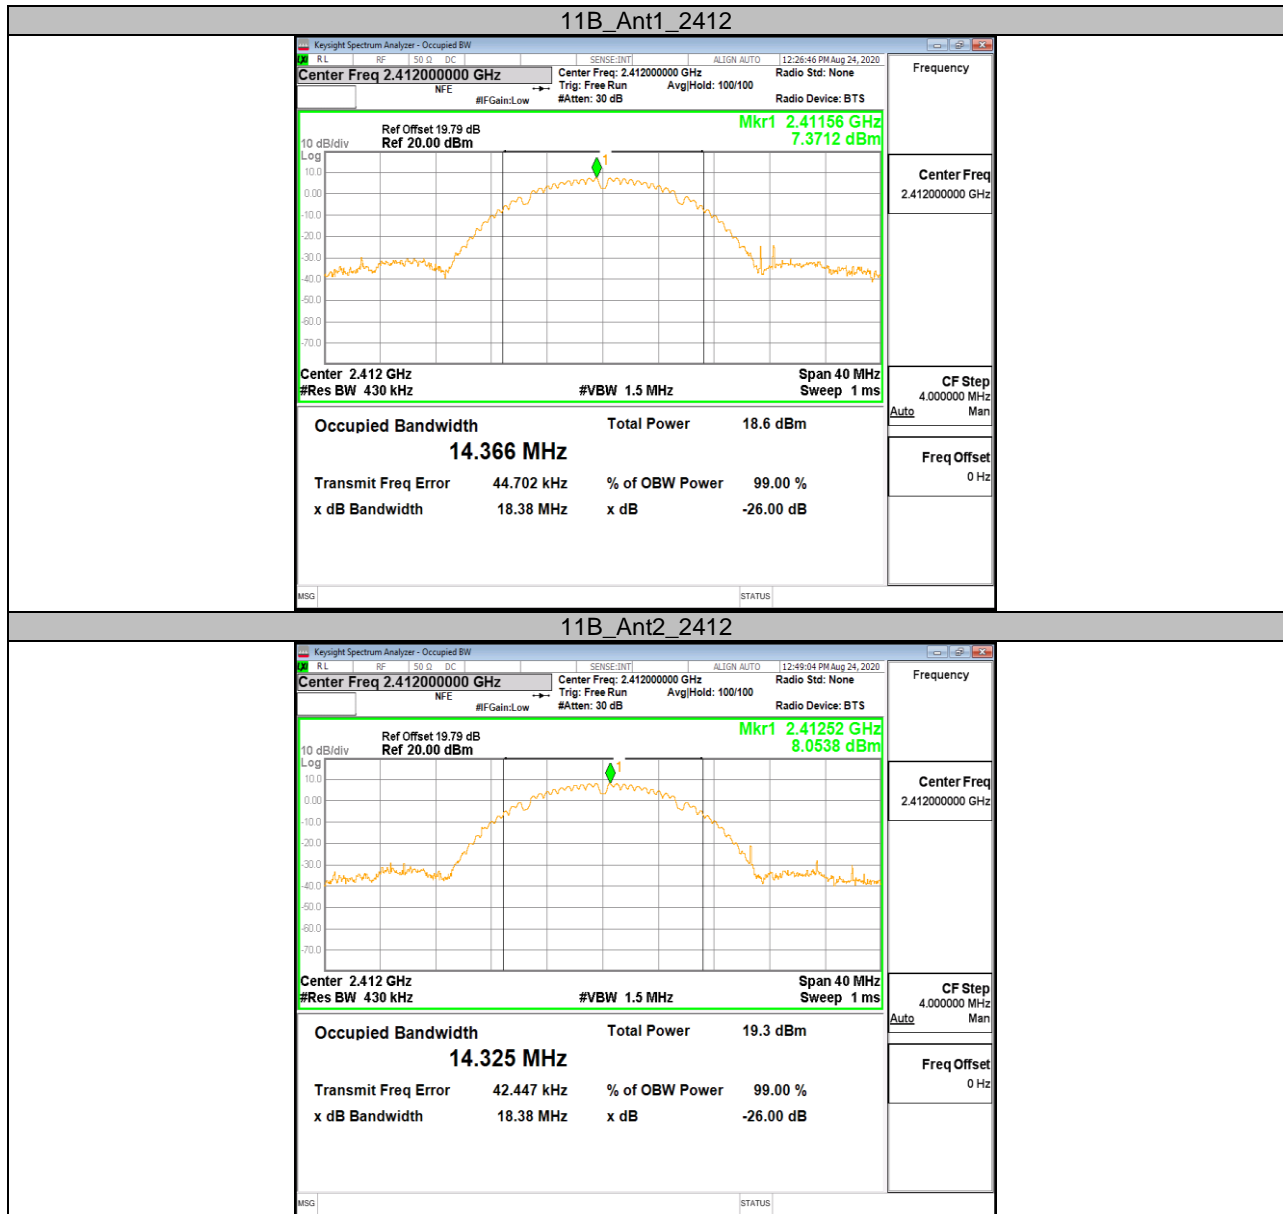 11B_Ant1_2412
Keysight Spectrum Analyzer - Occupied BW
LXI RL RF 50 Ω DC SENSE:INT ALIGN AUTO 12:26:46 PM Aug 24, 2020
Center Freq 2.412000000 GHz Center Freq: 2.412000000 GHz Radio Std: None Frequency
NFE Trig: Free Run Avg|Hold: 100/100
#IFGain:Low #Atten: 30 dB Radio Device: BTS
Mkr1 2.41156 GHz
7.3712 dBm
Ref Offset 19.79 dB
10 dB/div Ref 20.00 dBm
Log
1
10.0
0.00
-10.0
-20.0
-30.0
-40.0
-50.0
-60.0
-70.0
Center Freq
2.412000000 GHz
Center 2.412 GHz Span 40 MHz
#Res BW 430 kHz #VBW 1.5 MHz Sweep 1 ms
CF Step
4.000000 MHz
Auto Man
Occupied Bandwidth Total Power 18.6 dBm
14.366 MHz
Transmit Freq Error 44.702 kHz % of OBW Power 99.00 %
x dB Bandwidth 18.38 MHz x dB -26.00 dB
Freq Offset
0 Hz
MSG STATUS
11B_Ant2_2412
Keysight Spectrum Analyzer - Occupied BW
LXI RL RF 50 Ω DC SENSE:INT ALIGN AUTO 12:49:04 PM Aug 24, 2020
Center Freq 2.412000000 GHz Center Freq: 2.412000000 GHz Radio Std: None Frequency
NFE Trig: Free Run Avg|Hold: 100/100
#IFGain:Low #Atten: 30 dB Radio Device: BTS
Mkr1 2.41252 GHz
8.0538 dBm
Ref Offset 19.79 dB
10 dB/div Ref 20.00 dBm
Log
1
10.0
0.00
-10.0
-20.0
-30.0
-40.0
-50.0
-60.0
-70.0
Center Freq
2.412000000 GHz
Center 2.412 GHz Span 40 MHz
#Res BW 430 kHz #VBW 1.5 MHz Sweep 1 ms
CF Step
4.000000 MHz
Auto Man
Occupied Bandwidth Total Power 19.3 dBm
14.325 MHz
Transmit Freq Error 42.447 kHz % of OBW Power 99.00 %
x dB Bandwidth 18.38 MHz x dB -26.00 dB
Freq Offset
0 Hz
MSG STATUS